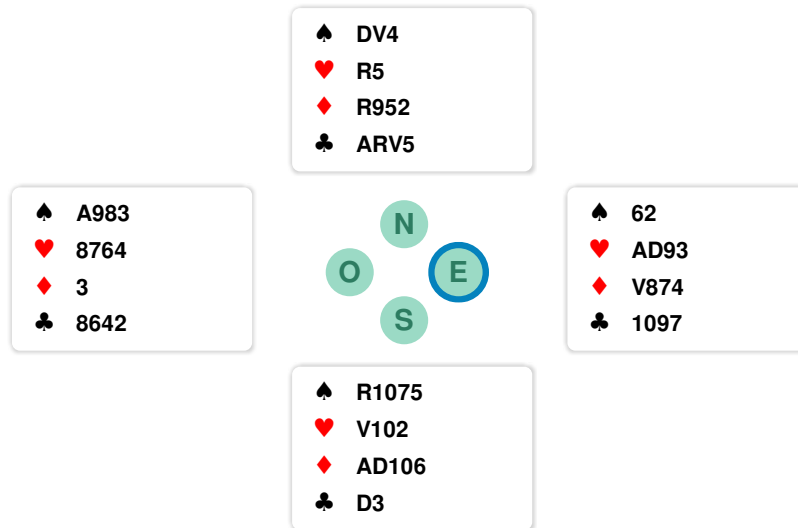 ♠ DV4
♥ R5
♦ R952
♣ ARV5
♠ A983
♥ 8764
♦ 3
♣ 8642
N
O E
S
♠ 62
♥ AD93
♦ V874
♣ 1097
♠ R1075
♥ V102
♦ AD106
♣ D3